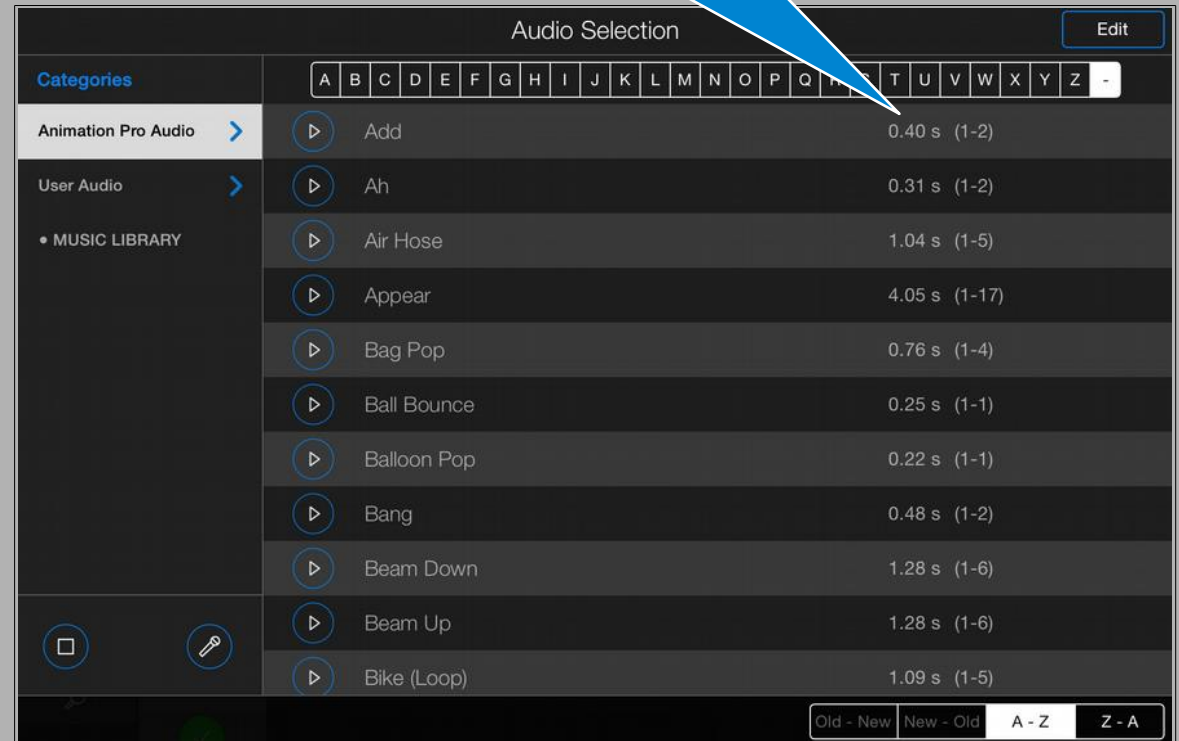 Audio Selection Edit
Categories A B C D E F G H I J K L M N O P Q T U V W X Y Z -
Animation Pro Audio Add 0.40 s (1-2)
User Audio Ah 0.31 s (1-2)
• MUSIC LIBRARY Air Hose 1.04 s (1-5)
Appear 4.05 s (1-17)
Bag Pop 0.76 s (1-4)
Ball Bounce 0.25 s (1-1)
Balloon Pop 0.22 s (1-1)
Bang 0.48 s (1-2)
Beam Down 1.28 s (1-6)
Beam Up 1.28 s (1-6)
Bike (Loop) 1.09 s (1-5)
Old - New New - Old A - Z Z - A